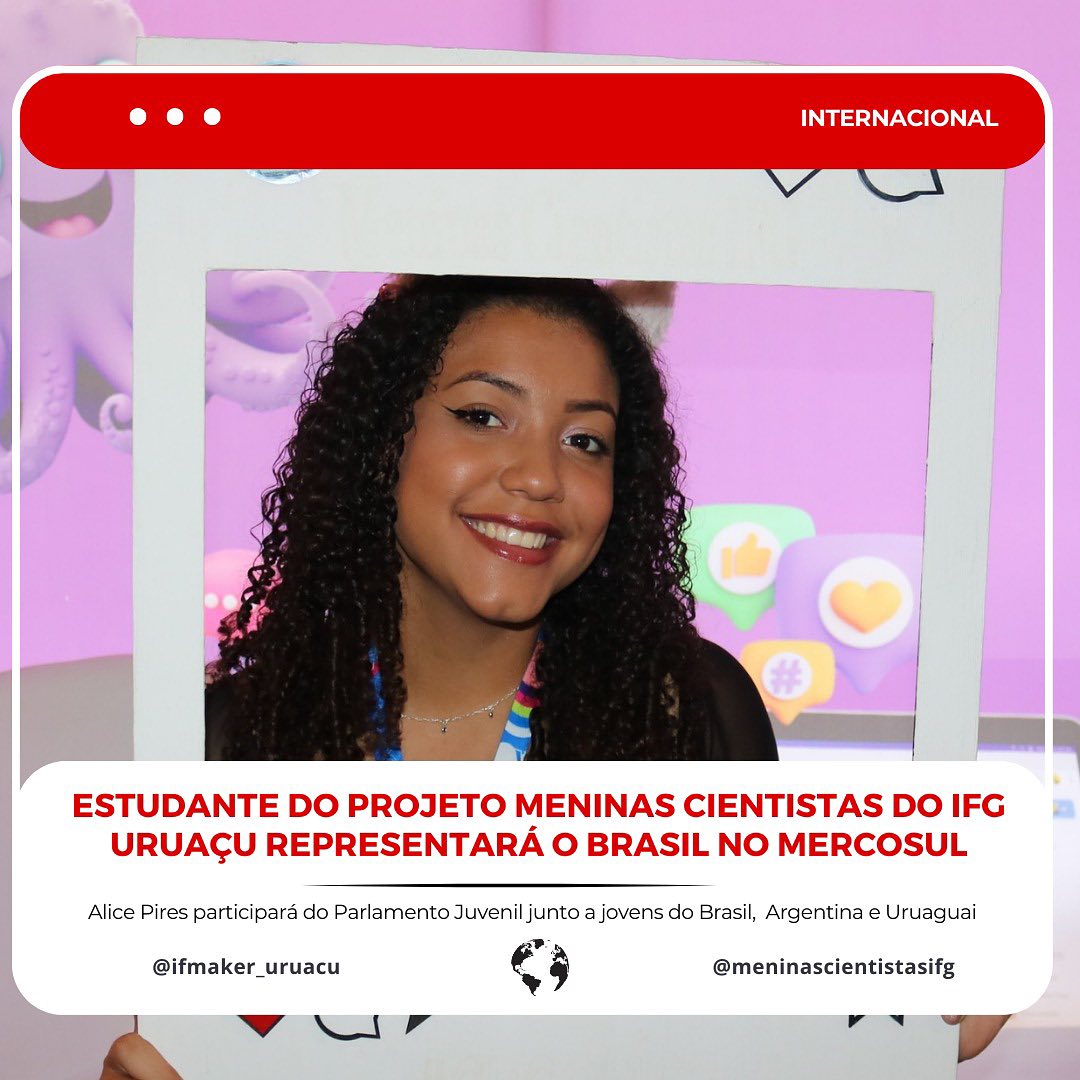 INTERNACIONAL
#
ESTUDANTE DO PROJETO MENINAS CIENTISTAS DO IFG
URUAÇU REPRESENTARÁ O BRASIL NO MERCOSUL
Alice Pires participará do Parlamento Juvenil junto a jovens do Brasil, Argentina e Uruaguai
@ifmaker_uruacu
@meninascientistasifg